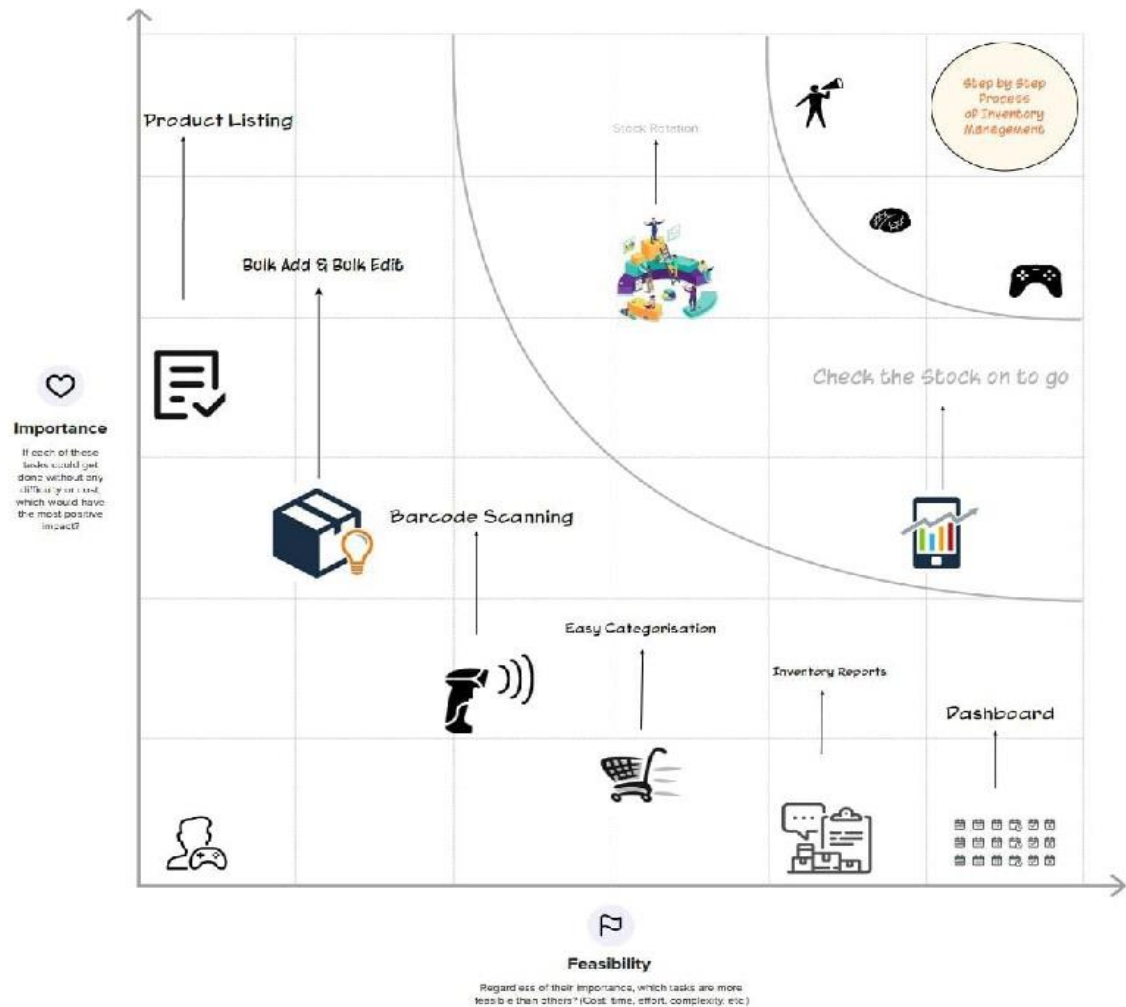 Step by Step
Process
of Inventory
Management
Product Listing
Stock Rotation
Bulk Add & Bulk Edit
Check the Stock on to go
Importance
If each of these
tasks could get
done without any
difficulty or cost,
which would have
the most positive
impact?
Barcode Scanning
Easy Categorisation
Inventory Reports
Dashboard
Feasibility
Regardless of their importance, which tasks are more
feasible than others? (Cost, time, effort, complexity, etc.)